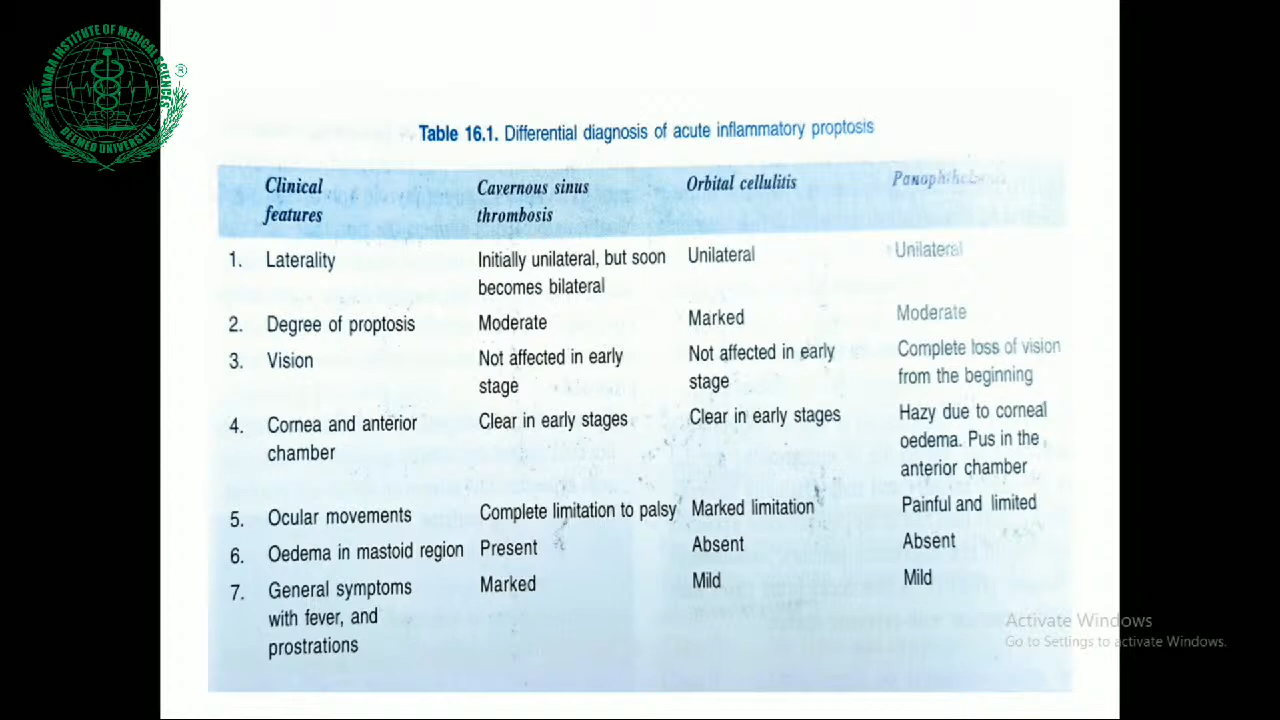 PRAVARA INSTITUTE OF MEDICAL SCIENCES
DEEMED UNIVERSITY
®
Table 16.1. Differential diagnosis of acute inflammatory proptosis
Clinical features
Cavernous sinus thrombosis
Orbital cellulitis
1. Laterality
Initially unilateral, but soon becomes bilateral
Unilateral
Unilateral
2. Degree of proptosis
Moderate
Marked
Moderate
3. Vision
Not affected in early stage
Not affected in early stage
Complete loss of vision from the beginning
4. Cornea and anterior chamber
Clear in early stages
Clear in early stages
Hazy due to corneal oedema. Pus in the anterior chamber
5. Ocular movements
Complete limitation to palsy
Marked limitation
Painful and limited
6. Oedema in mastoid region
Present
Absent
Absent
7. General symptoms with fever, and prostrations
Marked
Mild
Mild
Activate Windows
Go to Settings to activate Windows.